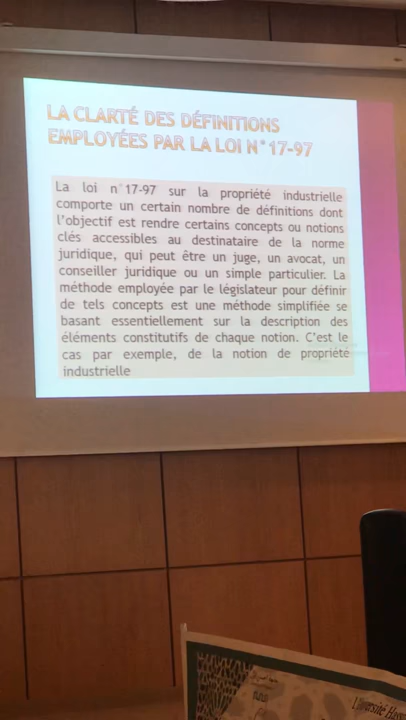 LA CLARTÉ DES DÉFINITIONS
EMPLOYÉES PAR LA LOI N°17-97
La loi n°17-97 sur la propriété industrielle
comporte un certain nombre de définitions dont
l'objectif est rendre certains concepts ou notions
clés accessibles au destinataire de la norme
juridique, qui peut être un juge, un avocat, un
conseiller juridique ou un simple particulier. La
méthode employée par le législateur pour définir
de tels concepts est une méthode simplifiée se
basant essentiellement sur la description des
éléments constitutifs de chaque notion. C'est le
cas par exemple, de la notion de propriété
industrielle
Université